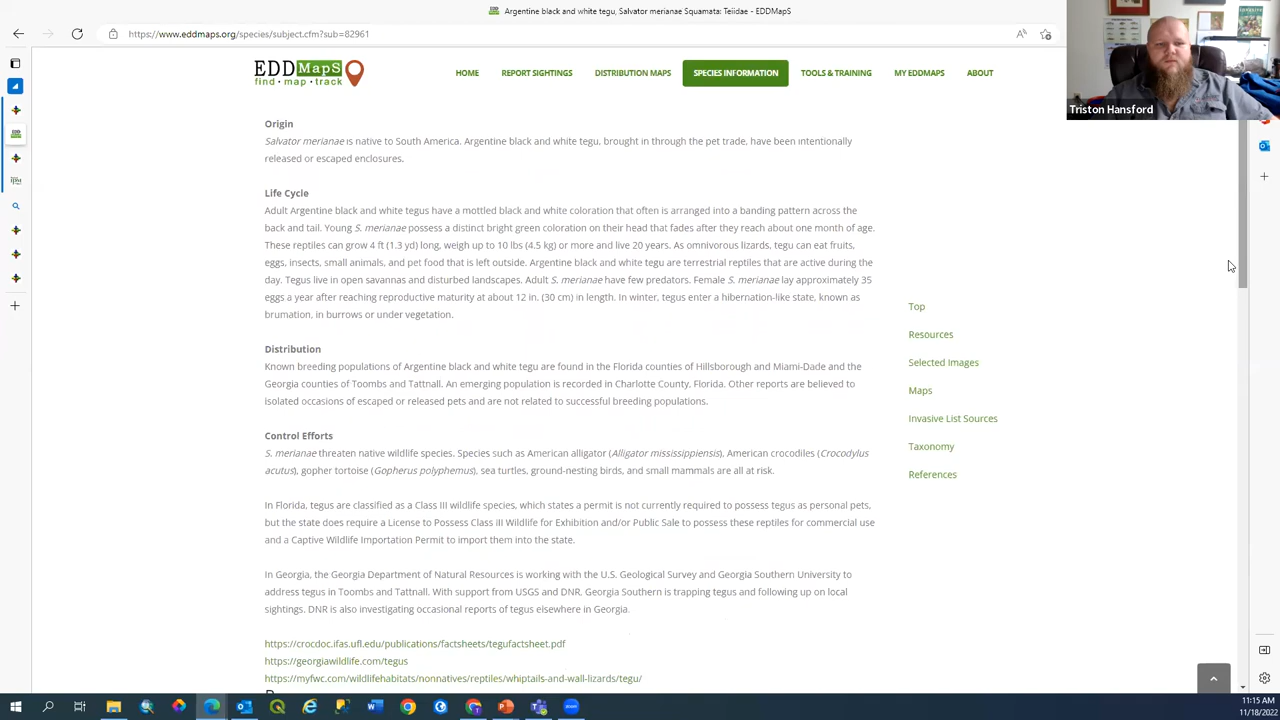 Argentine black and white tegu, Salvator merianae Squamata: Teiidae - EDDMapS
https://www.eddmaps.org/species/subject.cfm?sub=82961
Triston Hansford
EDDMapS
find • map • track
HOME
REPORT SIGHTINGS
DISTRIBUTION MAPS
SPECIES INFORMATION
TOOLS & TRAINING
MY EDDMAPS
ABOUT
Origin
Salvator merianae is native to South America. Argentine black and white tegu, brought in through the pet trade, have been intentionally
released or escaped enclosures.
Life Cycle
Adult Argentine black and white tegus have a mottled black and white coloration that often is arranged into a banding pattern across the
back and tail. Young S. merianae possess a distinct bright green coloration on their head that fades after they reach about one month of age.
These reptiles can grow 4 ft (1.3 yd) long, weigh up to 10 lbs (4.5 kg) or more and live 20 years. As omnivorous lizards, tegu can eat fruits,
eggs, insects, small animals, and pet food that is left outside. Argentine black and white tegu are terrestrial reptiles that are active during the
day. Tegus live in open savannas and disturbed landscapes. Adult S. merianae have few predators. Female S. merianae lay approximately 35
eggs a year after reaching reproductive maturity at about 12 in. (30 cm) in length. In winter, tegus enter a hibernation-like state, known as
brumation, in burrows or under vegetation.
Distribution
Known breeding populations of Argentine black and white tegu are found in the Florida counties of Hillsborough and Miami-Dade and the
Georgia counties of Toombs and Tattnall. An emerging population is recorded in Charlotte County, Florida. Other reports are believed to
isolated occasions of escaped or released pets and are not related to successful breeding populations.
Control Efforts
S. merianae threaten native wildlife species. Species such as American alligator (Alligator mississippiensis), American crocodiles (Crocodylus
acutus), gopher tortoise (Gopherus polyphemus), sea turtles, ground-nesting birds, and small mammals are all at risk.
In Florida, tegus are classified as a Class III wildlife species, which states a permit is not currently required to possess tegus as personal pets,
but the state does require a License to Possess Class III Wildlife for Exhibition and/or Public Sale to possess these reptiles for commercial use
and a Captive Wildlife Importation Permit to import them into the state.
In Georgia, the Georgia Department of Natural Resources is working with the U.S. Geological Survey and Georgia Southern University to
address tegus in Toombs and Tattnall. With support from USGS and DNR, Georgia Southern is trapping tegus and following up on local
sightings. DNR is also investigating occasional reports of tegus elsewhere in Georgia.
https://crocdoc.ifas.ufl.edu/publications/factsheets/tegufactsheet.pdf
https://georgiawildlife.com/tegus
https://myfwc.com/wildlifehabitats/nonnatives/reptiles/whiptails-and-wall-lizards/tegu/
Top
Resources
Selected Images
Maps
Invasive List Sources
Taxonomy
References
11:15 AM
11/18/2022